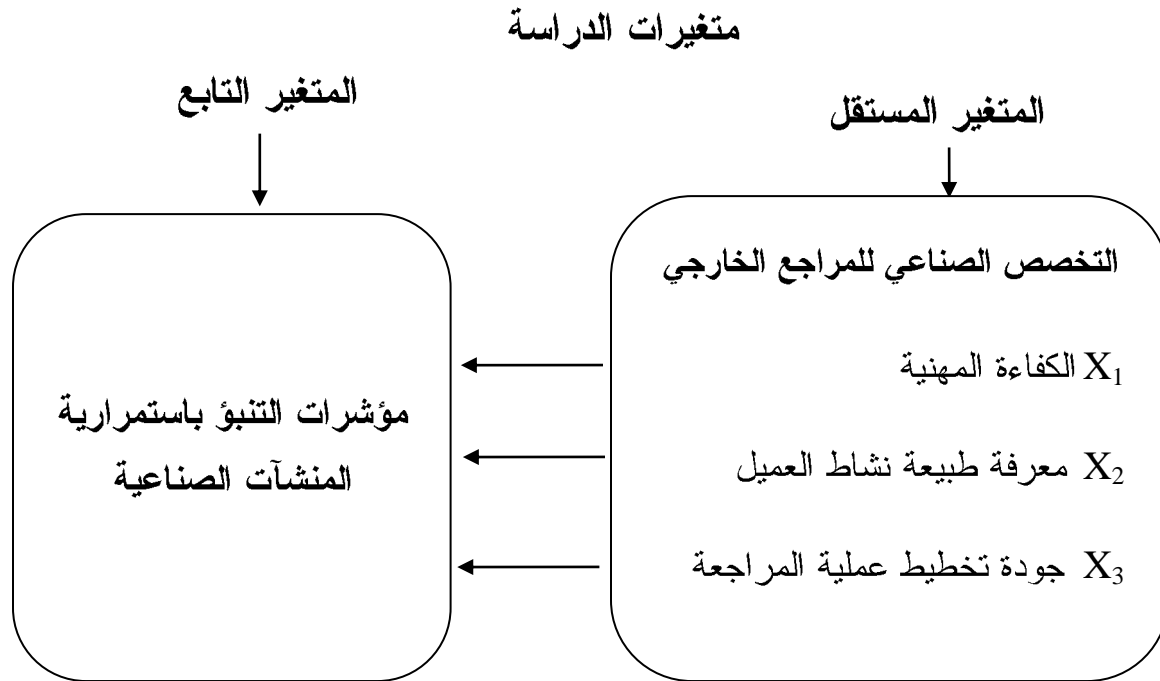 متغيرات الدراسة
المتغير المستقل
التخصص الصناعي للمراجع الخارجي
X1 الكفاءة المهنية
X2 معرفة طبيعة نشاط العميل
X3 جودة تخطيط عملية المراجعة
المتغير التابع
مؤشرات التنبؤ باستمرارية
المنشآت الصناعية